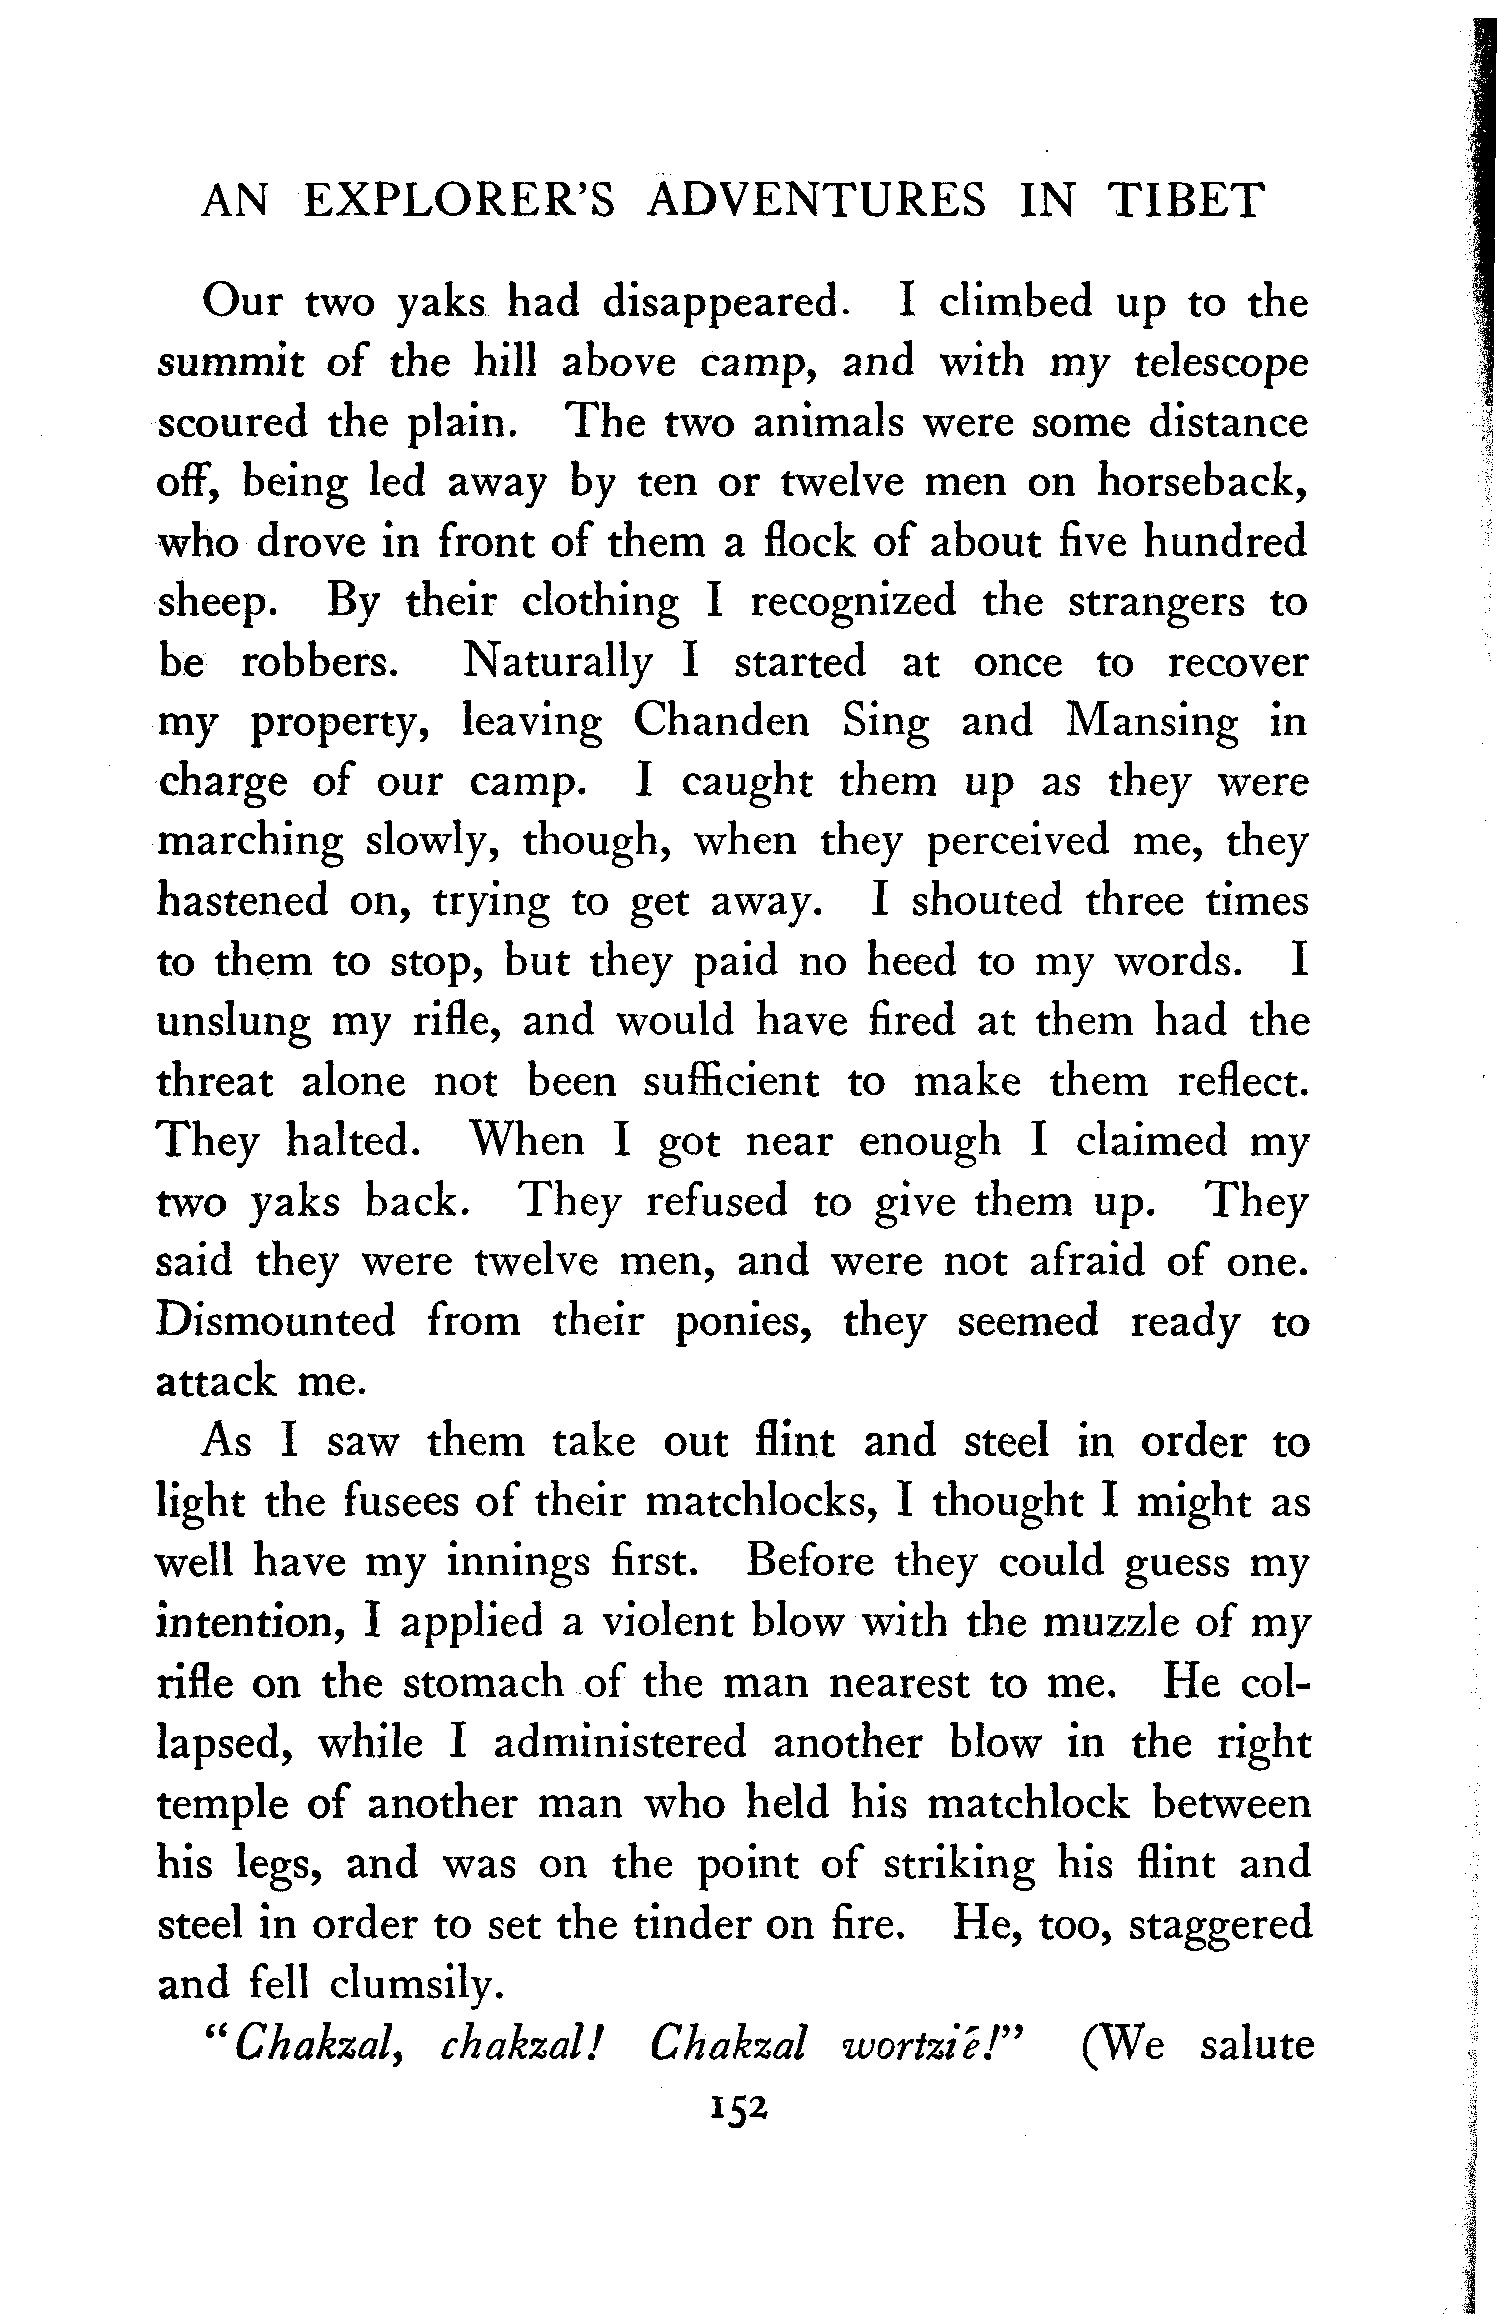 AN EXPLORER'S ADVENTURES IN TIBET
Our two yaks had disappeared. I climbed up to the
summit of the hill above camp, and with my telescope
scoured the plain. The two animals were some distance
off, being led away by ten or twelve men on horseback,
who drove in front of them a flock of about five hundred
sheep. By their clothing I recognized the strangers to
be robbers. Naturally I started at once to recover
my property, leaving Chanden Sing and Mansing in
charge of our camp. I caught them up as they were
marching slowly, though, when they perceived me, they
hastened on, trying to get away. I shouted three times
to them to stop, but they paid no heed to my words. I
unslung my rifle, and would have fired at them had the
threat alone not been sufficient to make them reflect.
They halted. When I got near enough I claimed my
two yaks back. They refused to give them up. They
said they were twelve men, and were not afraid of one.
Dismounted from their ponies, they seemed ready to
attack me.
As I saw them take out flint and steel in order to
light the fusees of their matchlocks, I thought I might as
well have my innings first. Before they could guess my
intention, I applied a violent blow with the muzzle of my
rifle on the stomach of the man nearest to me. He col-
lapsed, while I administered another blow in the right
temple of another man who held his matchlock between
his legs, and was on the point of striking his flint and
steel in order to set the tinder on fire. He, too, staggered
and fell clumsily.
"Chakzal, chakzal! Chakzal wortzié!" (We salute
152